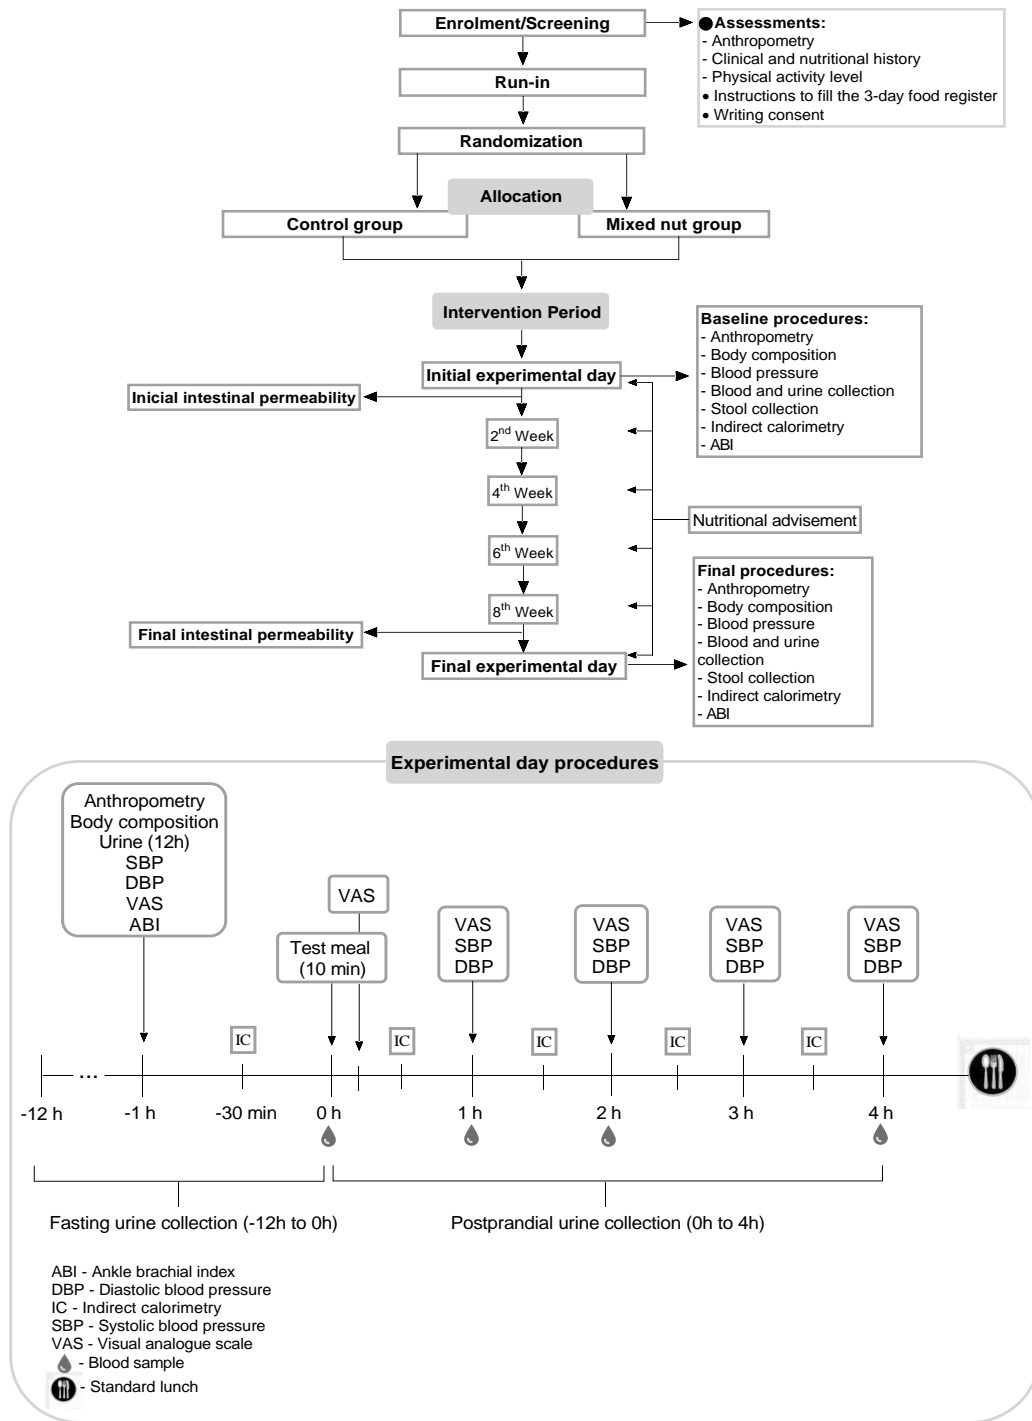 Enrolment/Screening
●Assessments:
- Anthropometry
- Clinical and nutritional history
- Physical activity level
• Instructions to fill the 3-day food register
• Writing consent
Run-in
Randomization
Allocation
Control group
Mixed nut group
Intervention Period
Baseline procedures:
- Anthropometry
- Body composition
- Blood pressure
- Blood and urine collection
- Stool collection
- Indirect calorimetry
- ABI
Initial experimental day
Inicial intestinal permeability
2nd Week
4th Week
Nutritional advisement
6th Week
8th Week
Final procedures:
- Anthropometry
- Body composition
- Blood pressure
- Blood and urine
collection
- Stool collection
- Indirect calorimetry
- ABI
Final intestinal permeability
Final experimental day
Experimental day procedures
Anthropometry
Body composition
Urine (12h)
SBP
DBP
VAS
ABI
VAS
Test meal
(10 min)
VAS
SBP
DBP
VAS
SBP
DBP
VAS
SBP
DBP
VAS
SBP
DBP
IC
IC
IC
IC
IC
...
-12 h
-1 h
-30 min
0 h
1 h
2 h
3 h
4 h
Fasting urine collection (-12h to 0h)
Postprandial urine collection (0h to 4h)
ABI - Ankle brachial index
DBP - Diastolic blood pressure
IC - Indirect calorimetry
SBP - Systolic blood pressure
VAS - Visual analogue scale
- Blood sample
- Standard lunch